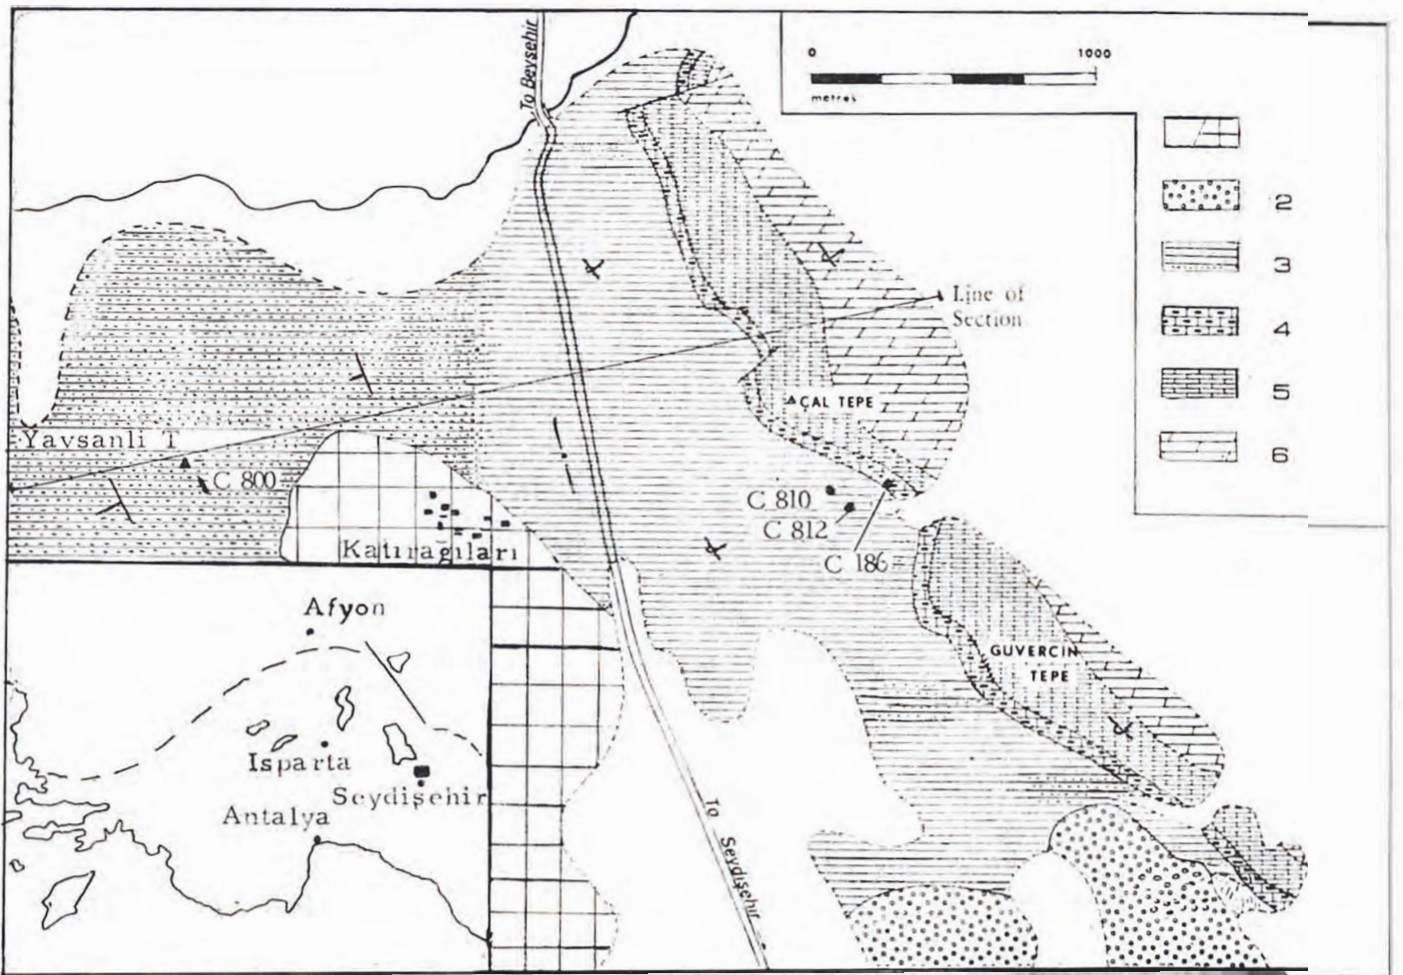 To Beyşehir
0 1000
metres
2
3
4
5
6
Line of
Section
ÇAL TEPE
Yavsanli T
C 800
C 810
C 812
C 186
Katıragıları
GUVERCİN
TEPE
To Seydişehir
Afyon
Isparta
Seydişehir
Antalya